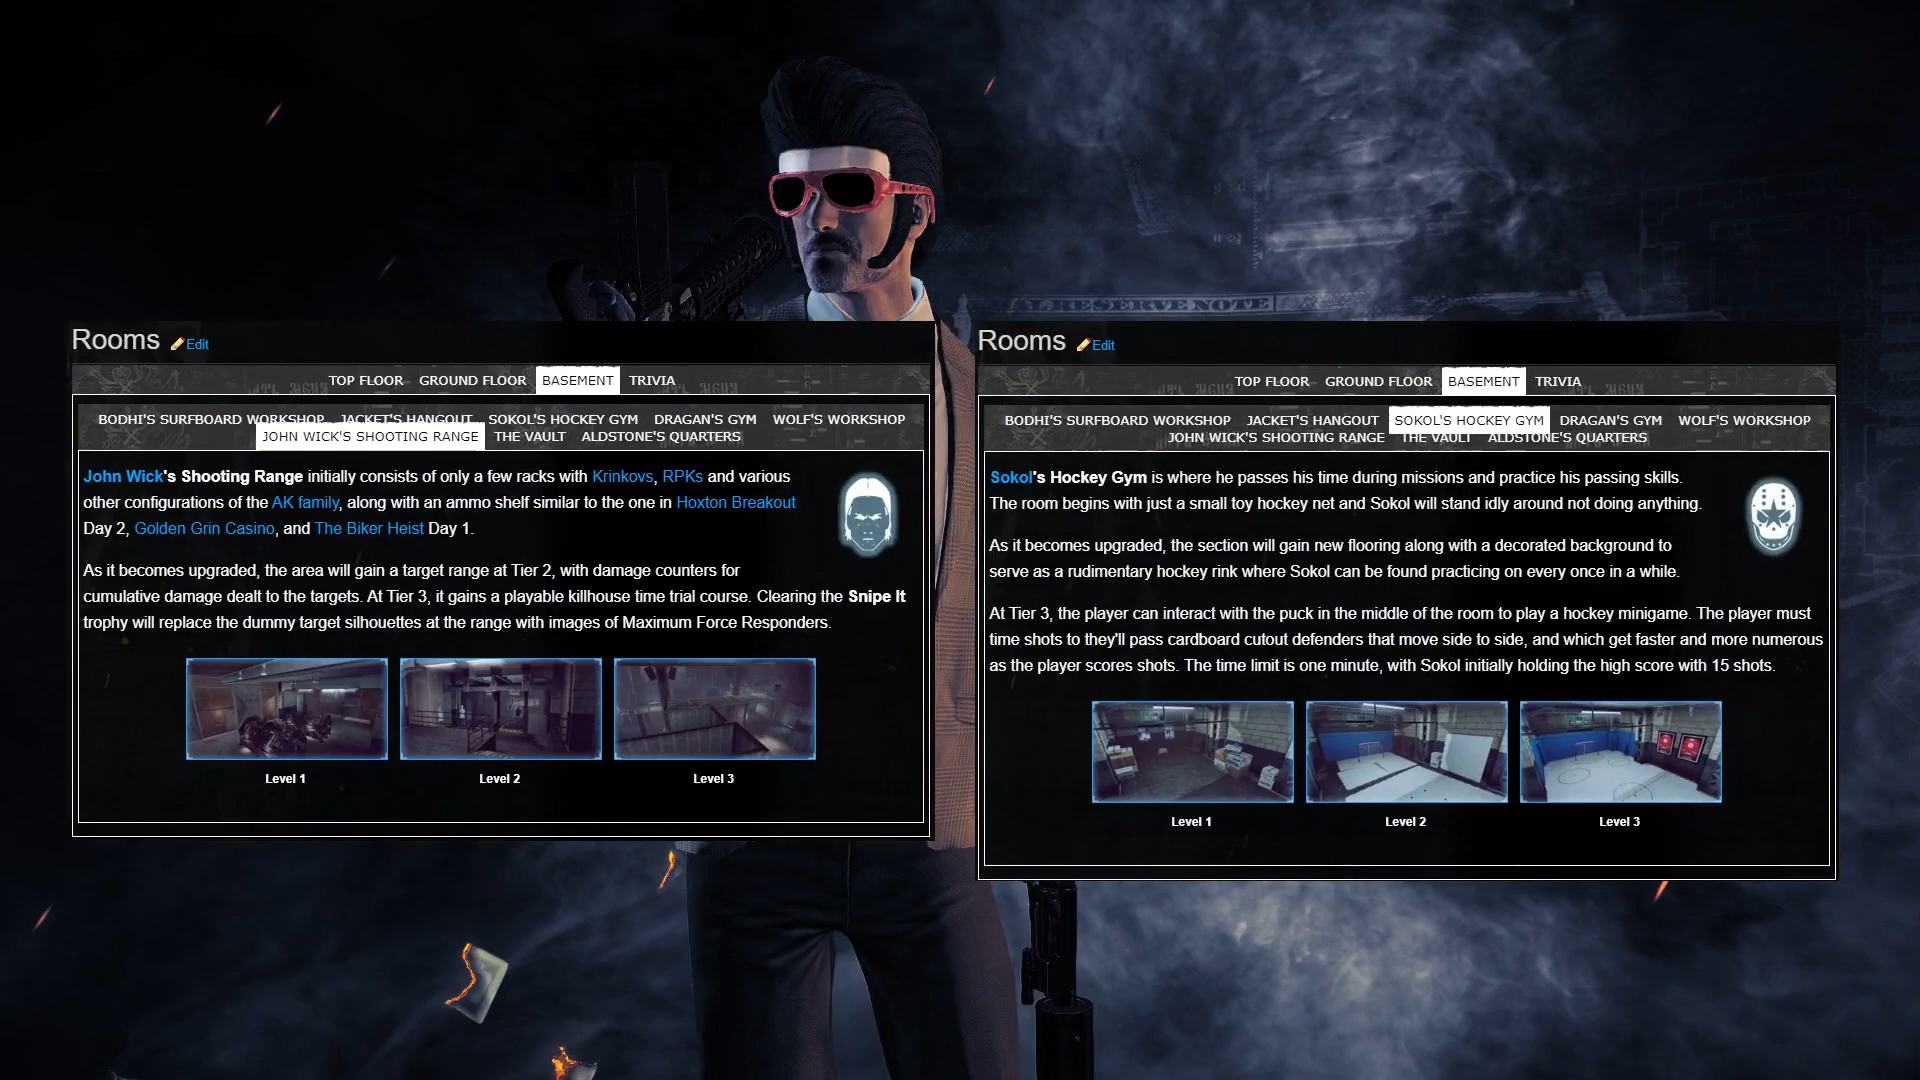 RESERVE NOTE
Rooms Edit
TOP FLOOR GROUND FLOOR BASEMENT TRIVIA
BODHI'S SURFBOARD WORKSHOP JACKET'S HANGOUT SOKOL'S HOCKEY GYM DRAGAN'S GYM WOLF'S WORKSHOP
JOHN WICK'S SHOOTING RANGE THE VAULT ALDSTONE'S QUARTERS
John Wick's Shooting Range initially consists of only a few racks with Krinkovs, RPKs and various
other configurations of the AK family, along with an ammo shelf similar to the one in Hoxton Breakout
Day 2, Golden Grin Casino, and The Biker Heist Day 1.
As it becomes upgraded, the area will gain a target range at Tier 2, with damage counters for
cumulative damage dealt to the targets. At Tier 3, it gains a playable killhouse time trial course. Clearing the Snipe It
trophy will replace the dummy target silhouettes at the range with images of Maximum Force Responders.
Level 1 Level 2 Level 3
Rooms Edit
TOP FLOOR GROUND FLOOR BASEMENT TRIVIA
BODHI'S SURFBOARD WORKSHOP JACKET'S HANGOUT SOKOL'S HOCKEY GYM DRAGAN'S GYM WOLF'S WORKSHOP
JOHN WICK'S SHOOTING RANGE THE VAULT ALDSTONE'S QUARTERS
Sokol's Hockey Gym is where he passes his time during missions and practice his passing skills.
The room begins with just a small toy hockey net and Sokol will stand idly around not doing anything.
As it becomes upgraded, the section will gain new flooring along with a decorated background to
serve as a rudimentary hockey rink where Sokol can be found practicing on every once in a while.
At Tier 3, the player can interact with the puck in the middle of the room to play a hockey minigame. The player must
time shots to they'll pass cardboard cutout defenders that move side to side, and which get faster and more numerous
as the player scores shots. The time limit is one minute, with Sokol initially holding the high score with 15 shots.
Level 1 Level 2 Level 3